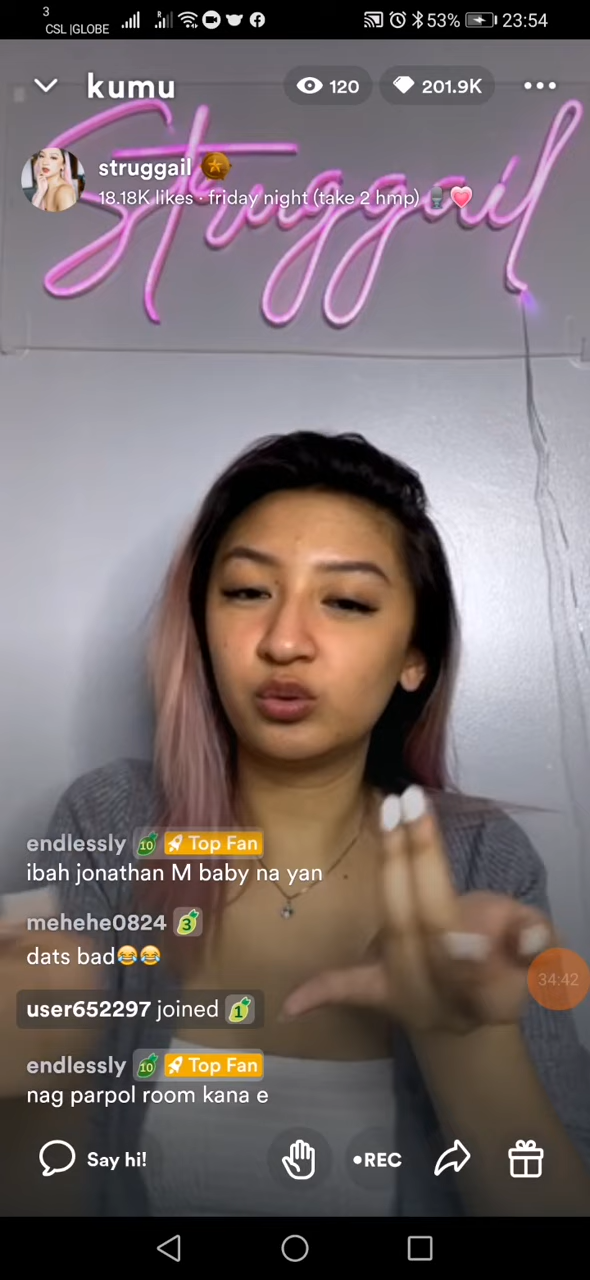 3
CSL |GLOBE
R
53%
23:54
kumu
120
201.9K
Struggail
struggail
18.18K likes · friday night (take 2 hmp) 🎙️💗
endlessly 10 🚀 Top Fan
ibah jonathan M baby na yan
mehehe0824 3
dats bad😂😂
user652297 joined 1
34:42
endlessly 10 🚀 Top Fan
nag parpol room kana e
Say hi!
•REC